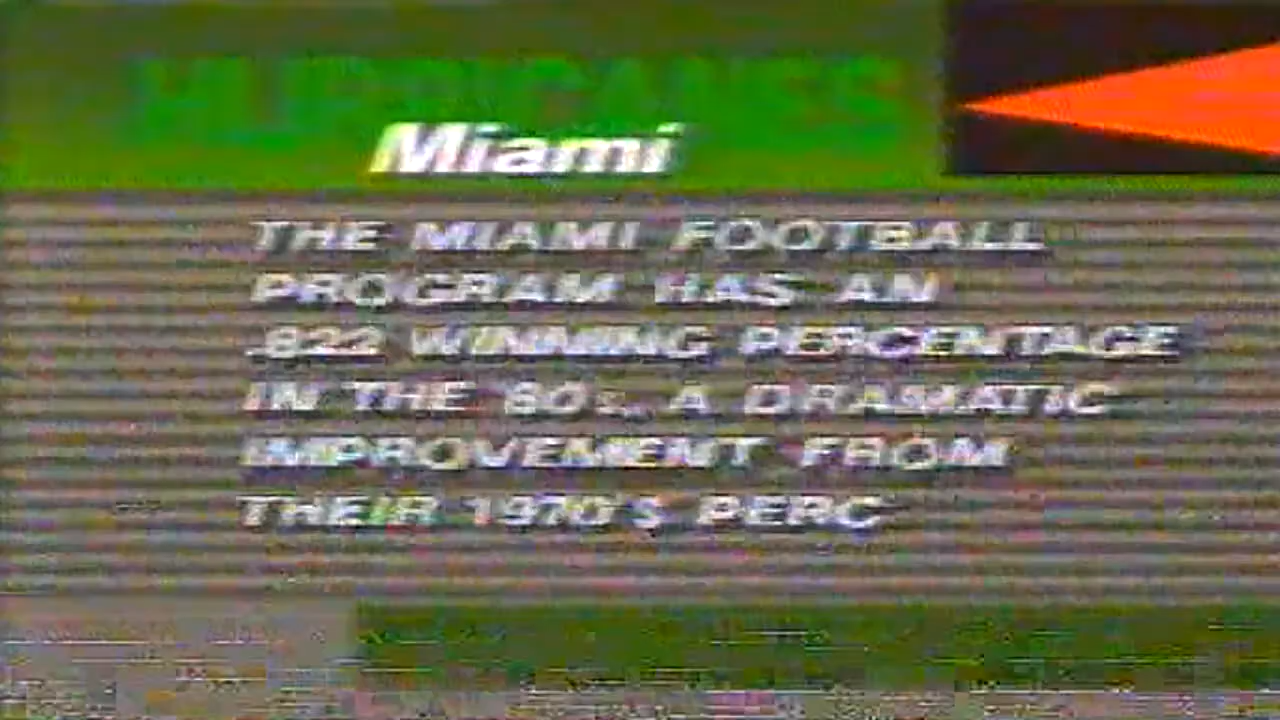 HURRICANES
Miami
THE MIAMI FOOTBALL
PROGRAM HAS AN
.822 WINNING PERCENTAGE
IN THE '80s, A DRAMATIC
IMPROVEMENT FROM
THEIR 1970'S PERC